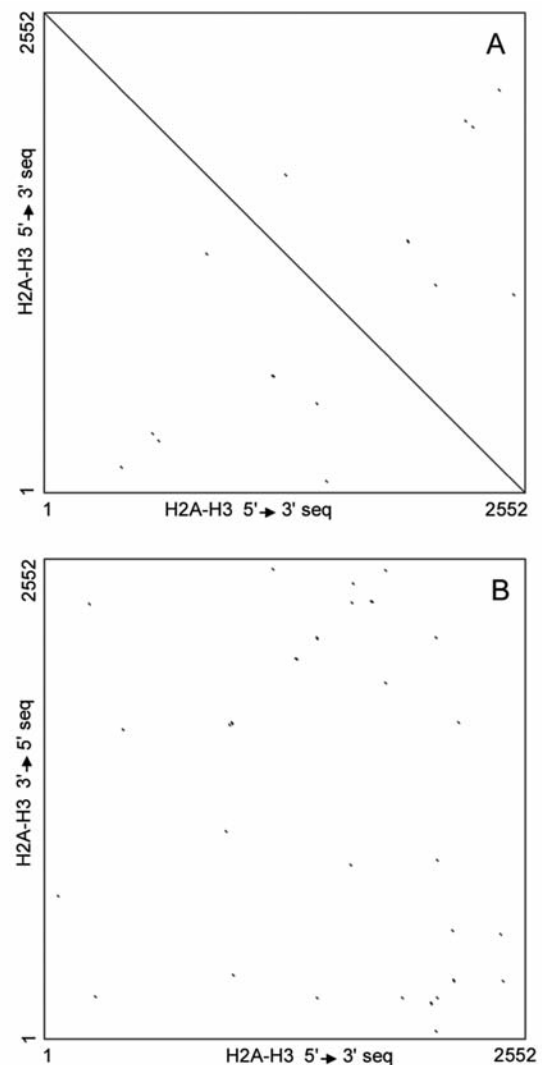 A
2552
H2A-H3 5'→ 3' seq
1
1
H2A-H3 5'→ 3' seq
2552
B
2552
H2A-H3 3'→ 5' seq
1
1
H2A-H3 5'→ 3' seq
2552